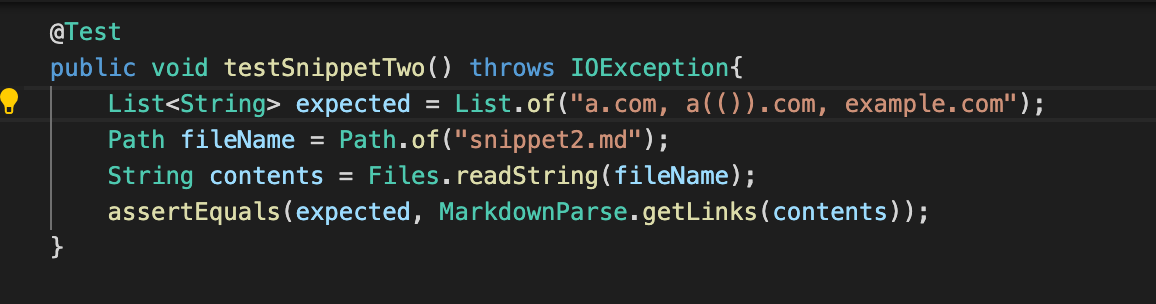 @Test
public void testSnippetTwo() throws IOException{
List<String> expected = List.of("a.com, a(()).com, example.com");
Path fileName = Path.of("snippet2.md");
String contents = Files.readString(fileName);
assertEquals(expected, MarkdownParse.getLinks(contents));
}